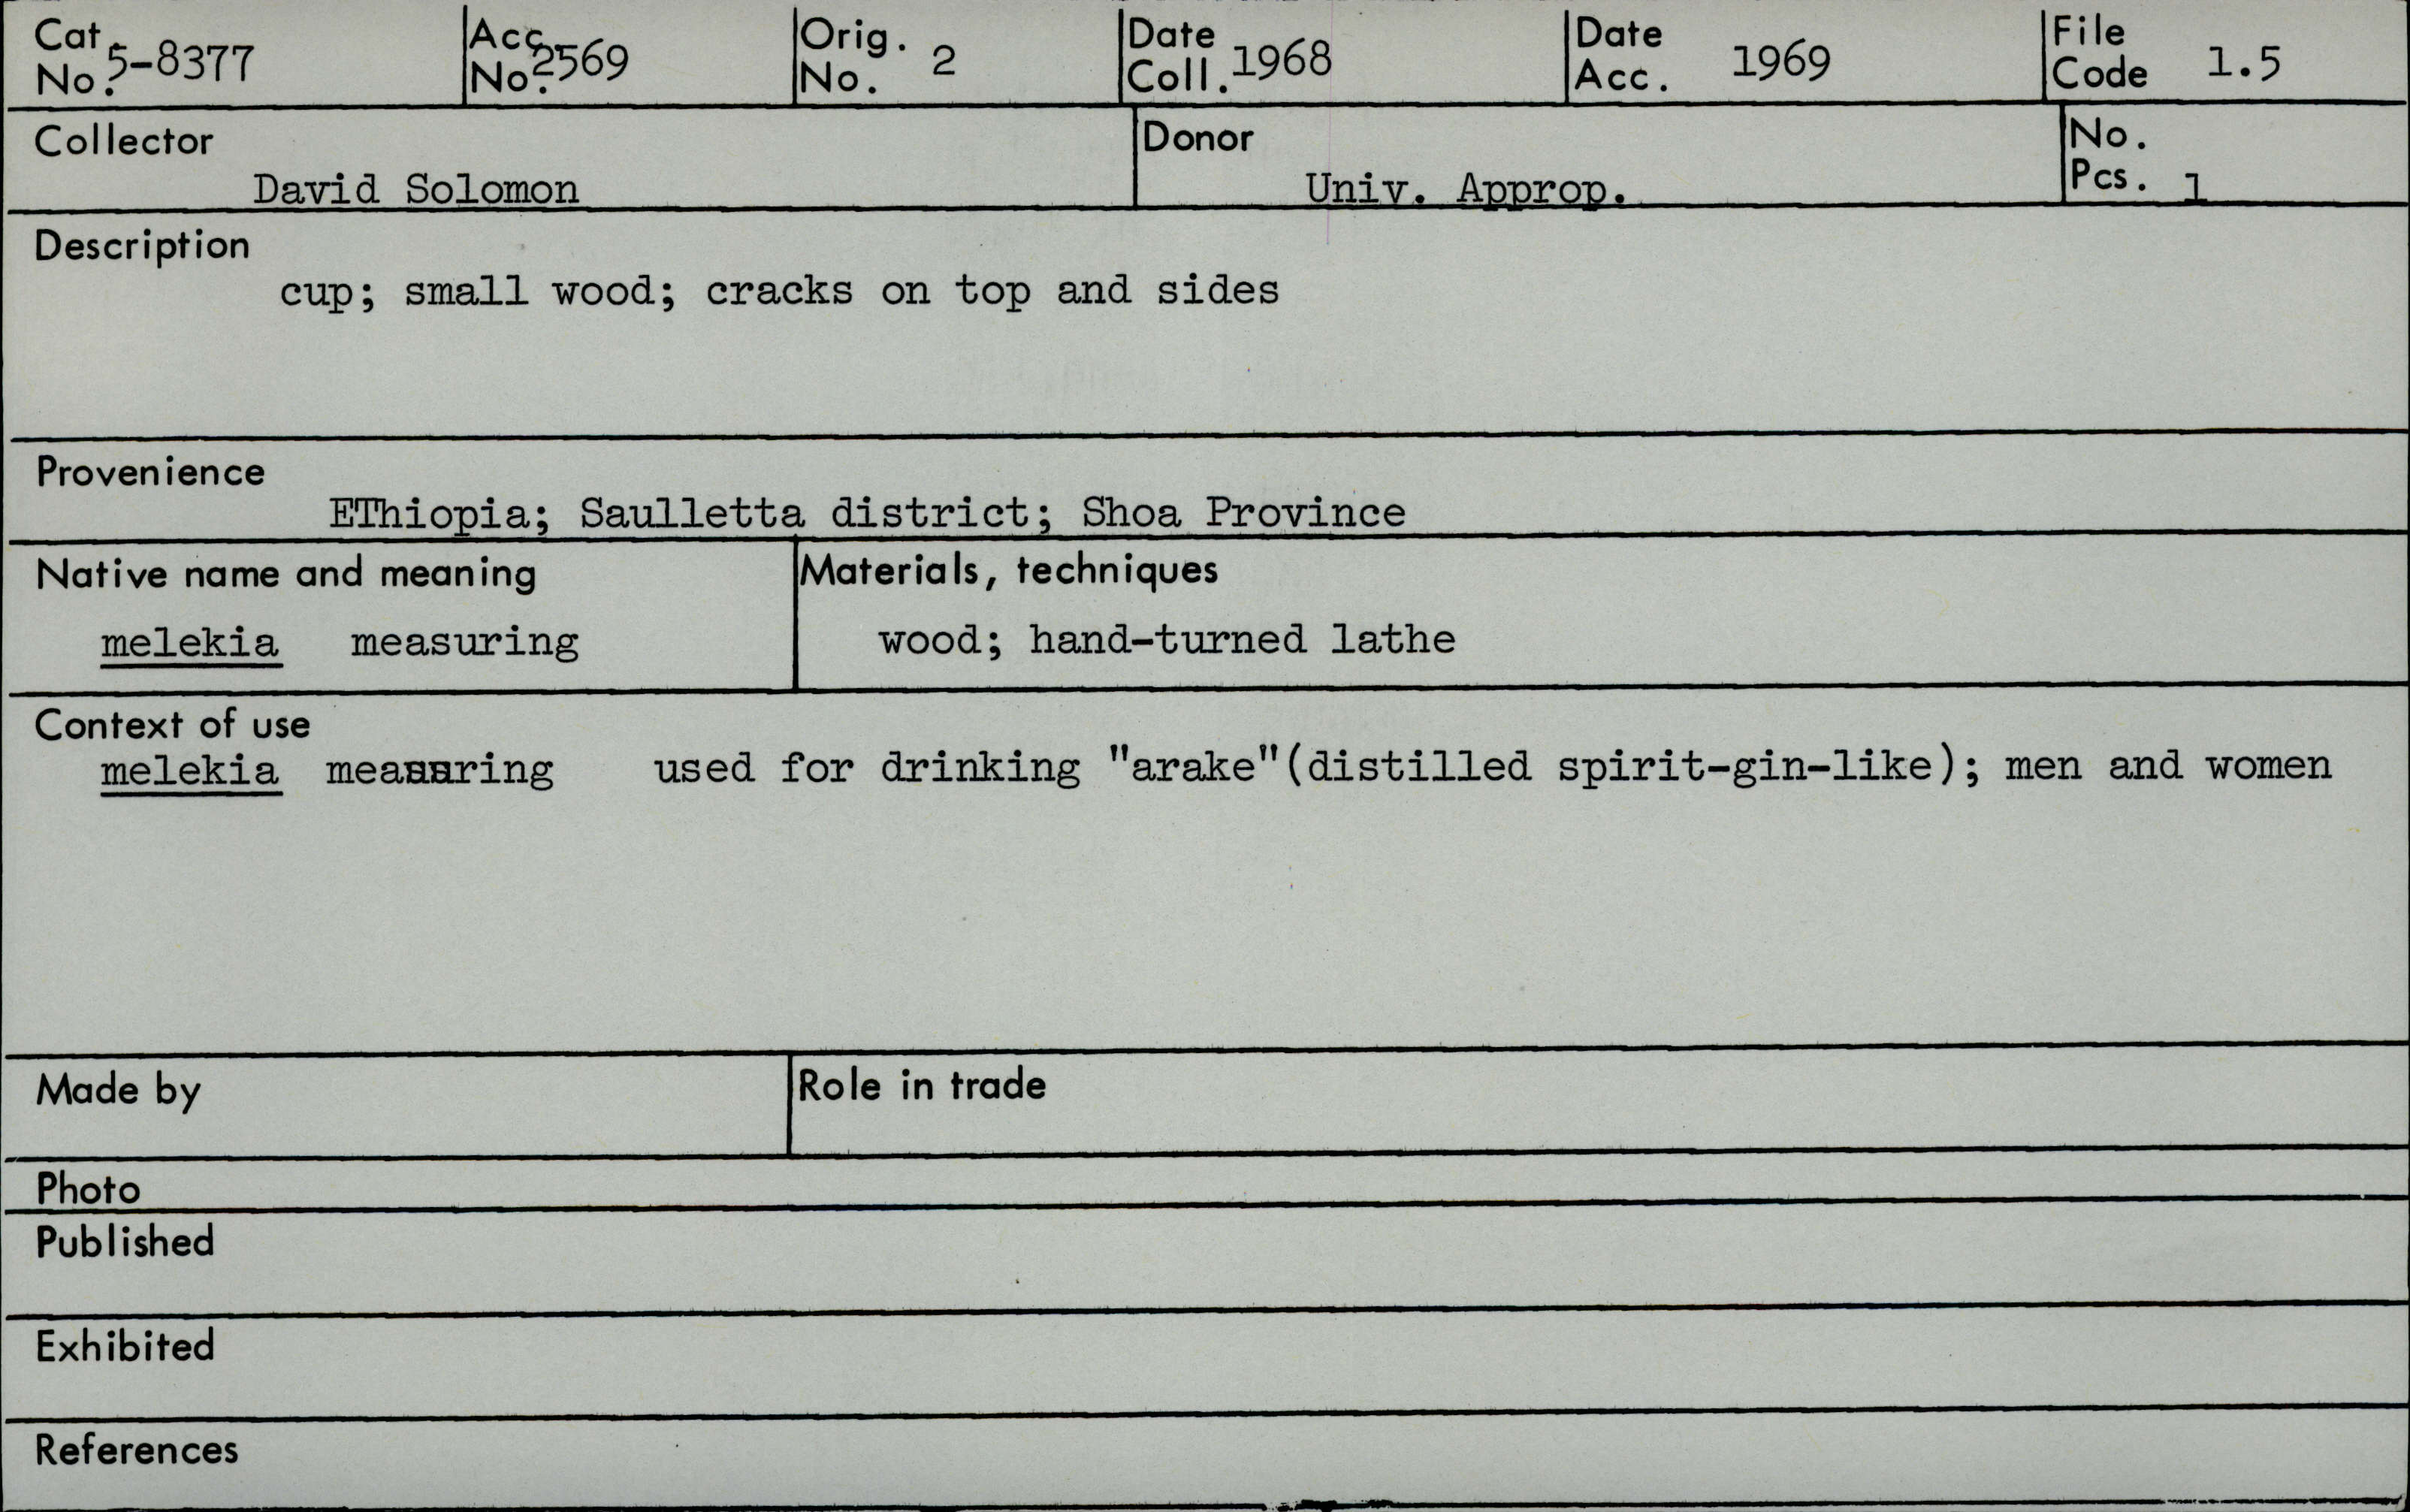 Cat. No. 5-8377 Acc. No. 2569 Orig. No. 2 Date Coll. 1968 Date Acc. 1969 File Code 1.5
Collector David Solomon Donor Univ. Approp. No. Pcs. 1
Description
cup; small wood; cracks on top and sides
Provenience
EThiopia; Saulletta district; Shoa Province
Native name and meaning
melekia measuring
Materials, techniques
wood; hand-turned lathe
Context of use
melekia measuring used for drinking "arake"(distilled spirit-gin-like); men and women
Made by
Role in trade
Photo
Published
Exhibited
References